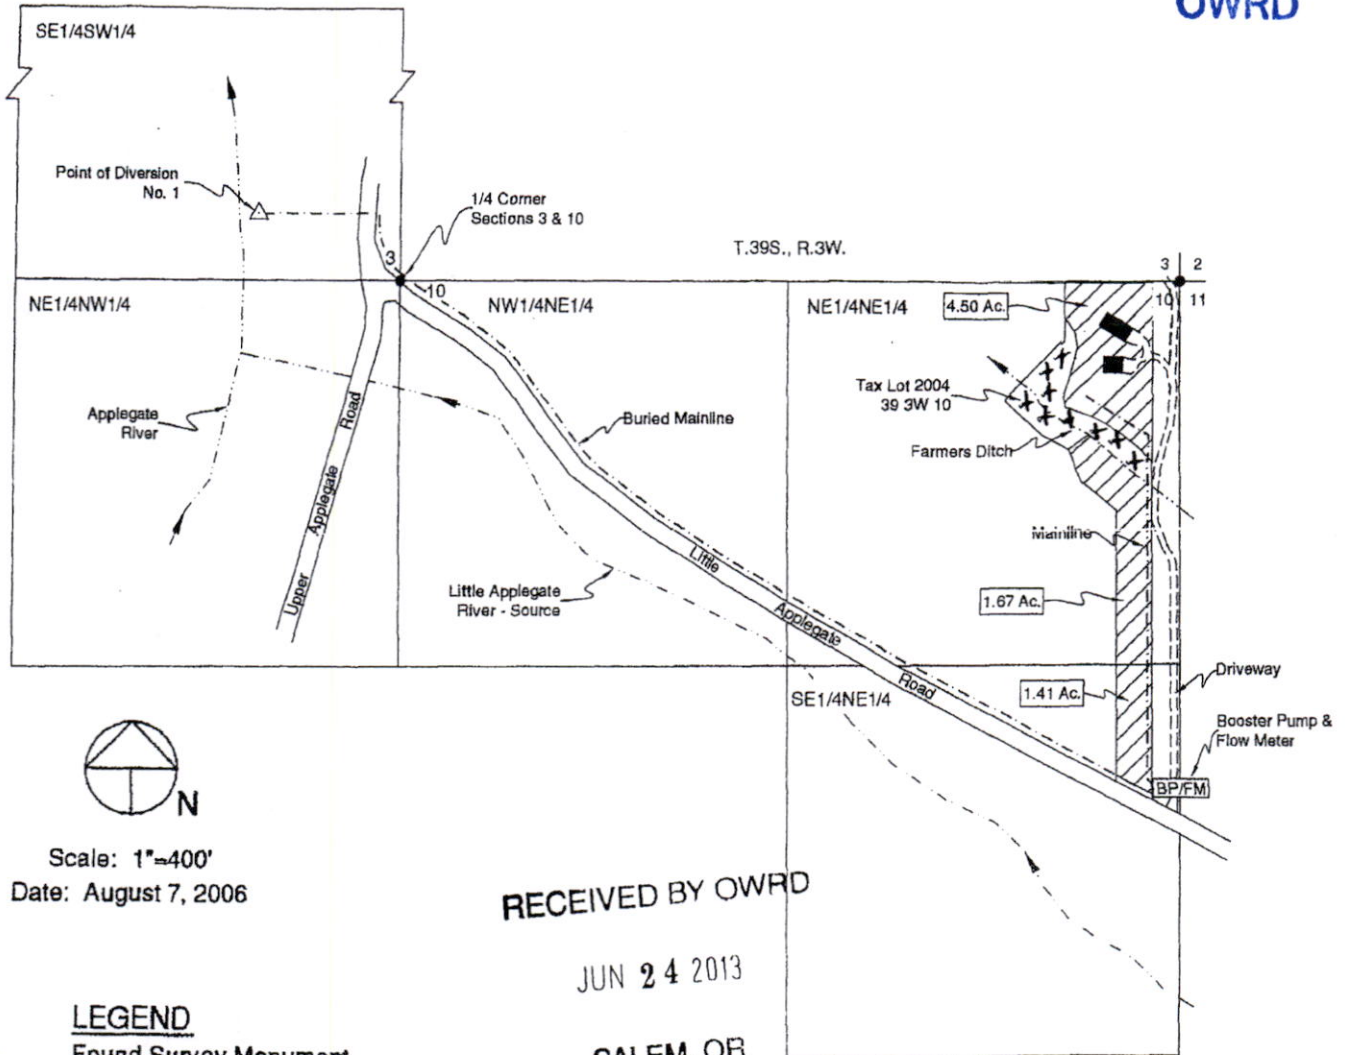 OWRD
SE1/4SW1/4
Point of Diversion
No. 1
1/4 Corner
Sections 3 & 10
T.39S., R.3W.
3
10
3
2
10
11
NE1/4NW1/4
NW1/4NE1/4
NE1/4NE1/4
4.50 Ac.
Tax Lot 2004
39 3W 10
Farmers Ditch
Applegate
River
Upper Applegate Road
Buried Mainline
Mainline
Little Applegate
River - Source
Little Applegate Road
1.67 Ac.
1.41 Ac.
SE1/4NE1/4
Driveway
Booster Pump &
Flow Meter
BP/FM
N
Scale: 1"=400'
Date: August 7, 2006
RECEIVED BY OWRD
JUN 24 2013
SALEM, OR
LEGEND
Found Survey Monument